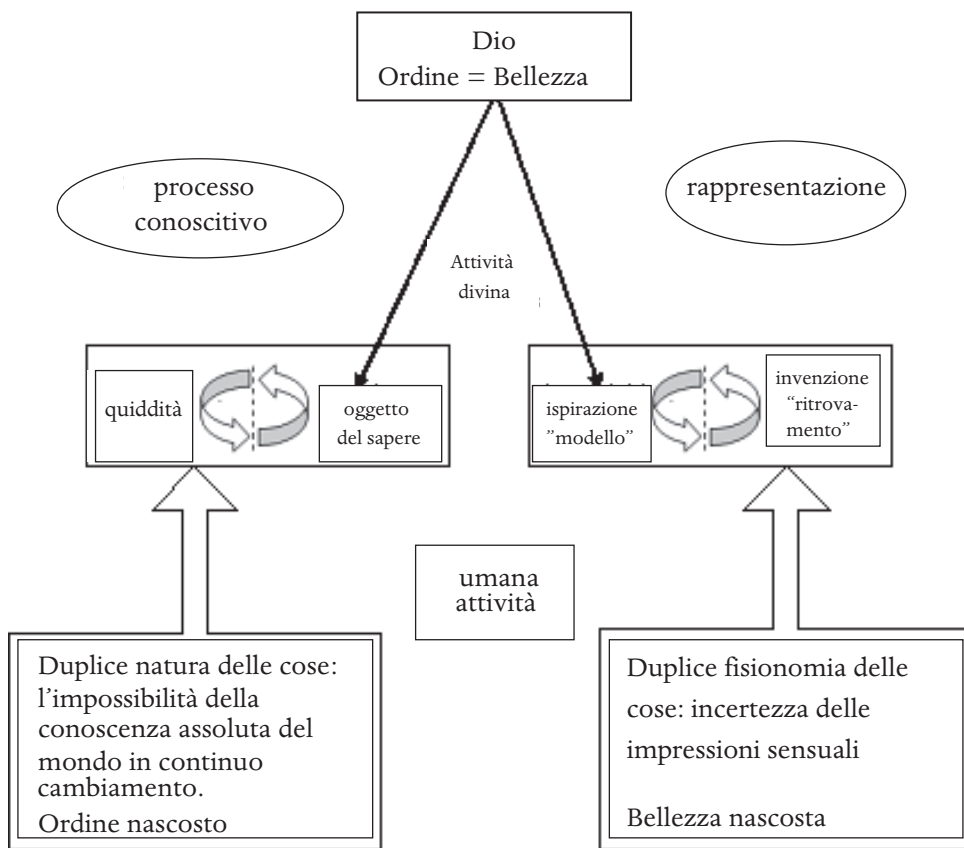 Dio
Ordine = Bellezza
processo
conoscitivo
rappresentazione
Attività
divina
quiddità
oggetto
del sapere
ispirazione
”modello”
invenzione
“ritrova-
mento”
umana
attività
Duplice natura delle cose:
l’impossibilità della
conoscenza assoluta del
mondo in continuo
cambiamento.
Ordine nascosto
Duplice fisionomia delle
cose: incertezza delle
impressioni sensuali
Bellezza nascosta